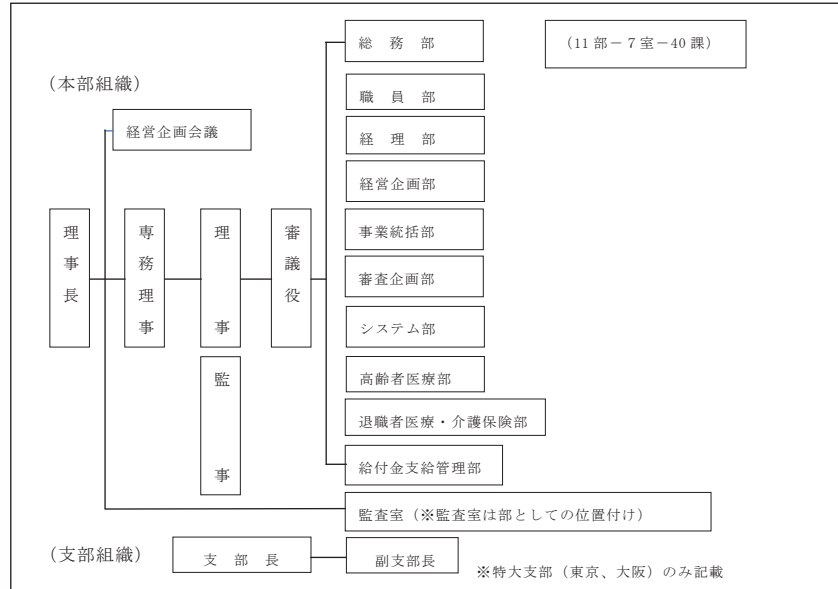 （本部組織）
経営企画会議
理事長
専務理事
理事
監事
審議役
総務部
職員部
経理部
経営企画部
事業統括部
審査企画部
システム部
高齢者医療部
退職者医療・介護保険部
給付金支給管理部
監査室（※監査室は部としての位置付け）
（11部－7室－40課）
（支部組織）
支部長
副支部長
※特大支部（東京、大阪）のみ記載